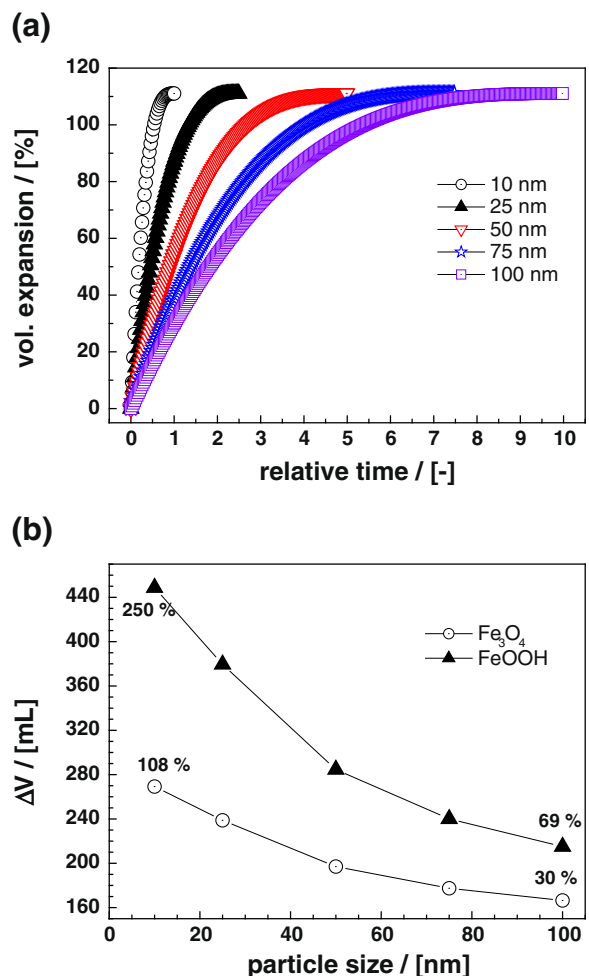 (a)
120
100
80
60
40
20
0
vol. expansion / [%]
10 nm
25 nm
50 nm
75 nm
100 nm
0 1 2 3 4 5 6 7 8 9 10
relative time / [-]
(b)
440
400
360
320
280
240
200
160
ΔV / [mL]
250 %
108 %
69 %
30 %
Fe3O4
FeOOH
0 20 40 60 80 100
particle size / [nm]